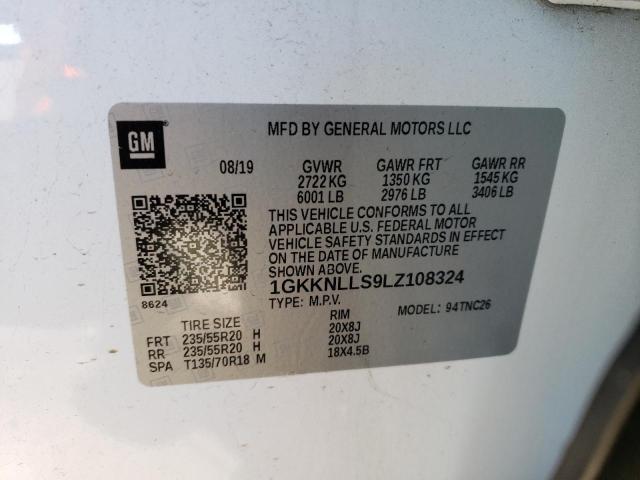 GM
MFD BY GENERAL MOTORS LLC
08/19 GVWR GAWR FRT GAWR RR
2722 KG 1350 KG 1545 KG
6001 LB 2976 LB 3406 LB
THIS VEHICLE CONFORMS TO ALL
APPLICABLE U.S. FEDERAL MOTOR
VEHICLE SAFETY STANDARDS IN EFFECT
ON THE DATE OF MANUFACTURE
SHOWN ABOVE.
8624
1GKKNLLS9LZ108324
TYPE: M.P.V. MODEL: 94TNC26
TIRE SIZE RIM
FRT 235/55R20 H 20X8J
RR 235/55R20 H 20X8J
SPA T135/70R18 M 18X4.5B